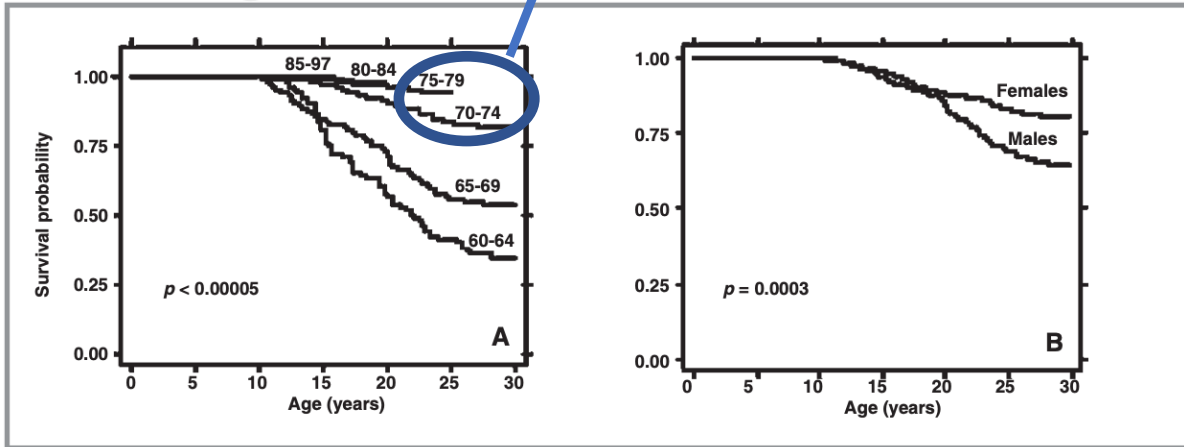 85-97
80-84
75-79
70-74
65-69
60-64
1.00
0.75
0.50
0.25
0.00
Survival probability
p < 0.00005
A
0 5 10 15 20 25 30
Age (years)
1.00
0.75
0.50
0.25
0.00
Females
Males
p = 0.0003
B
0 5 10 15 20 25 30
Age (years)